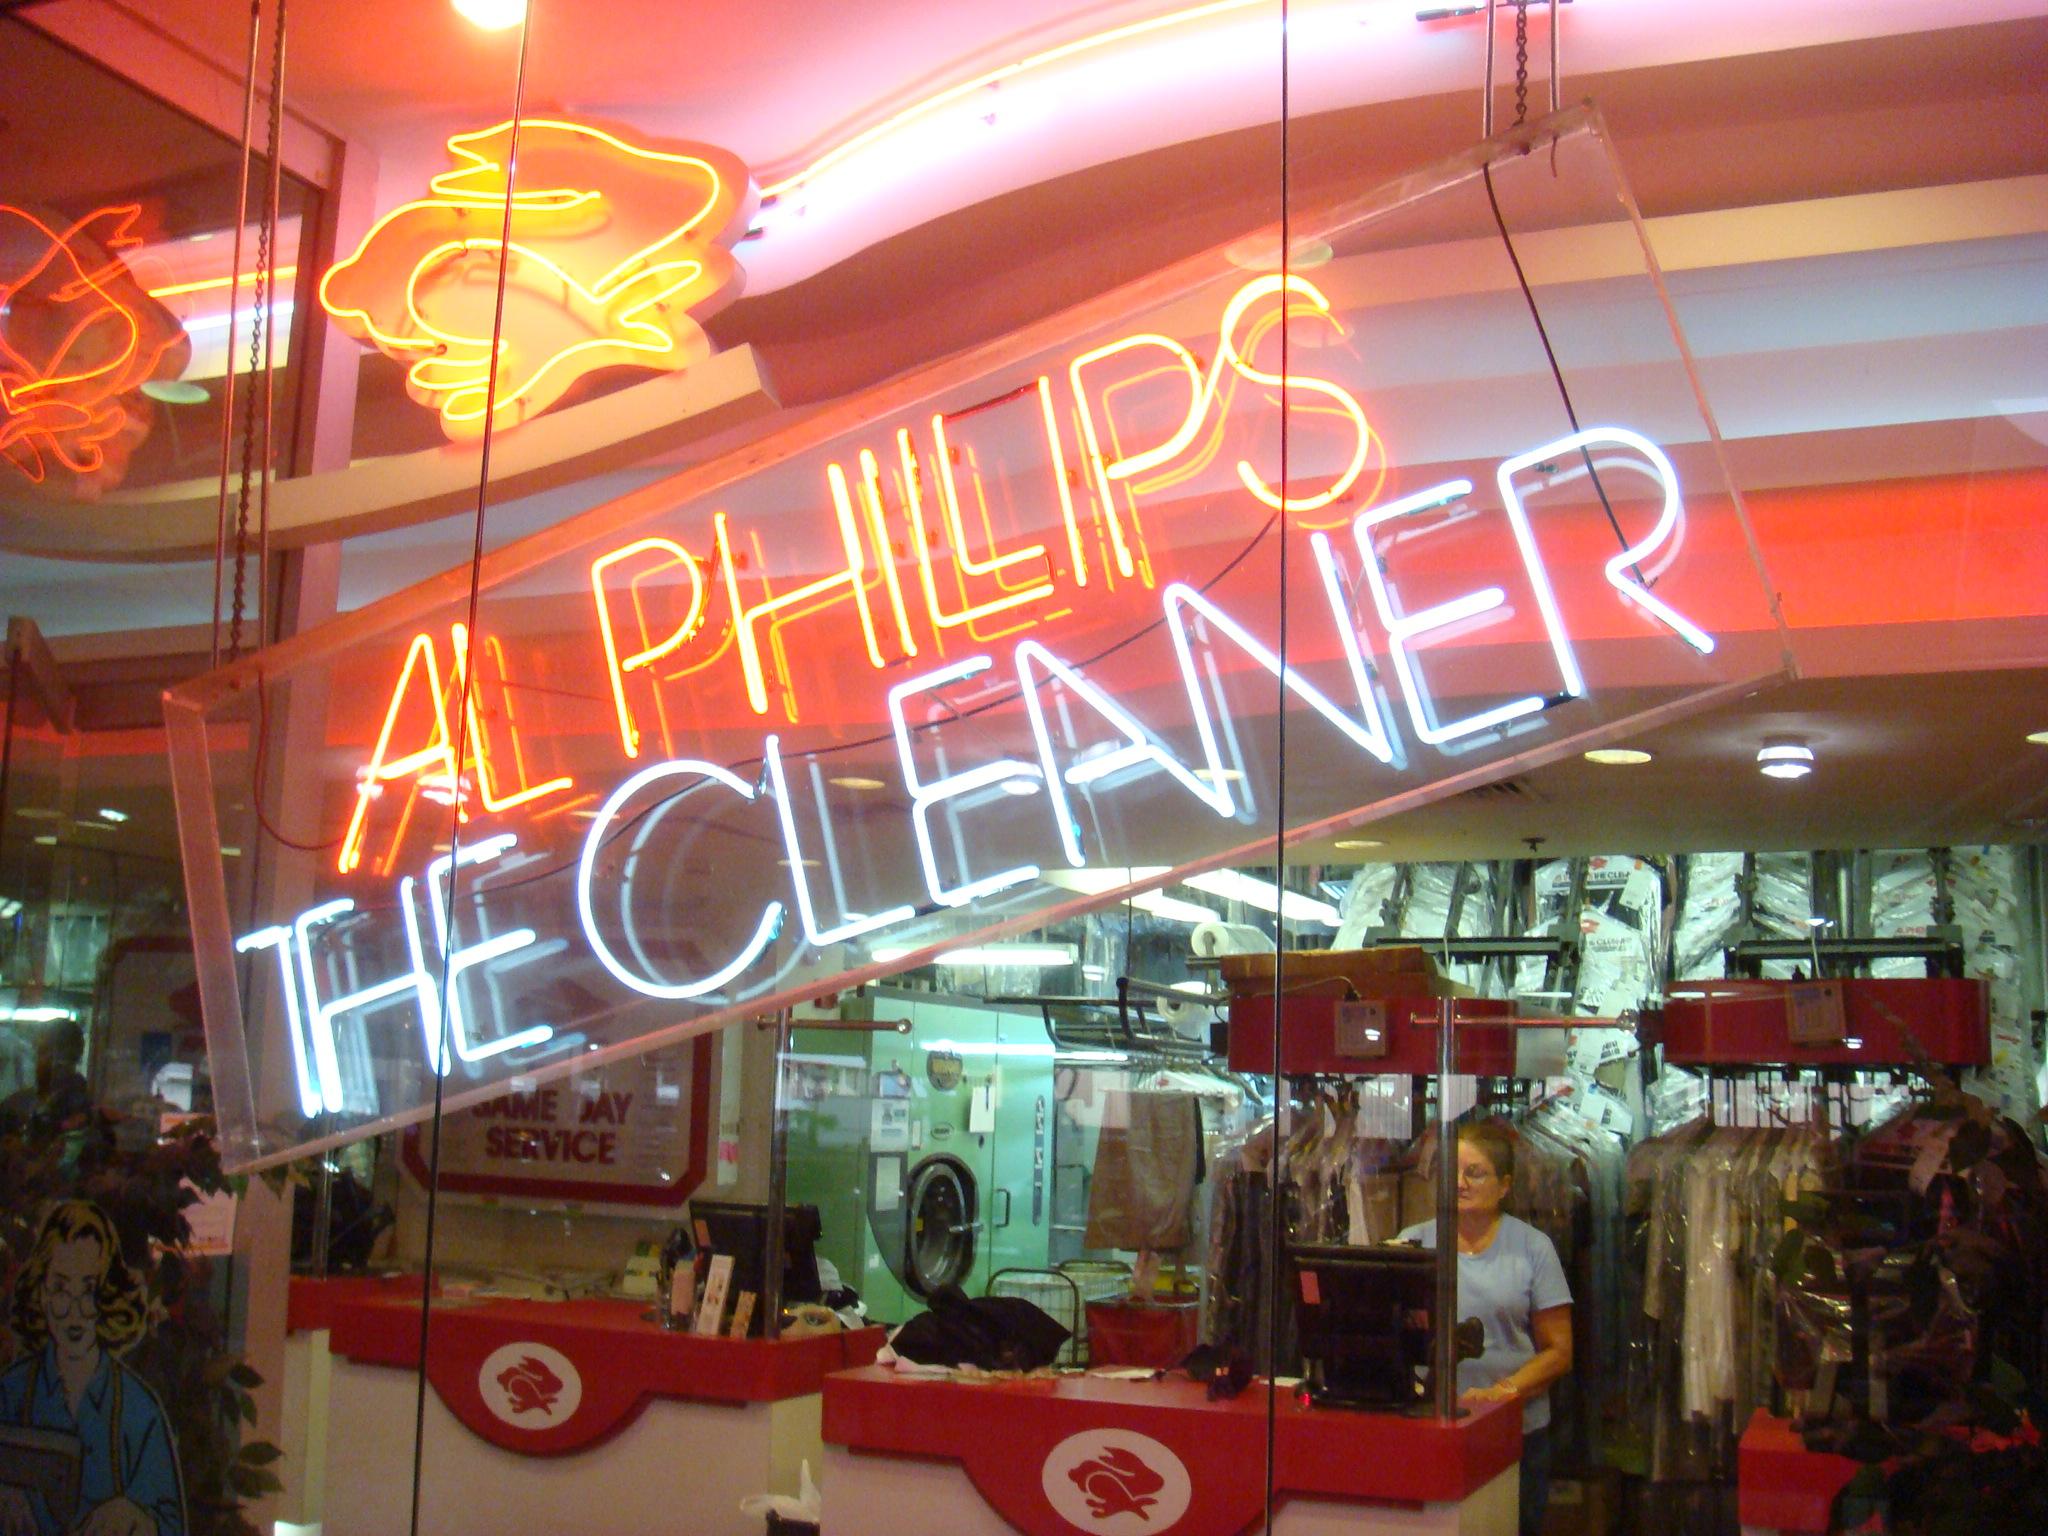 AL PHILLIPS
THE CLEANER
SAME DAY
SERVICE